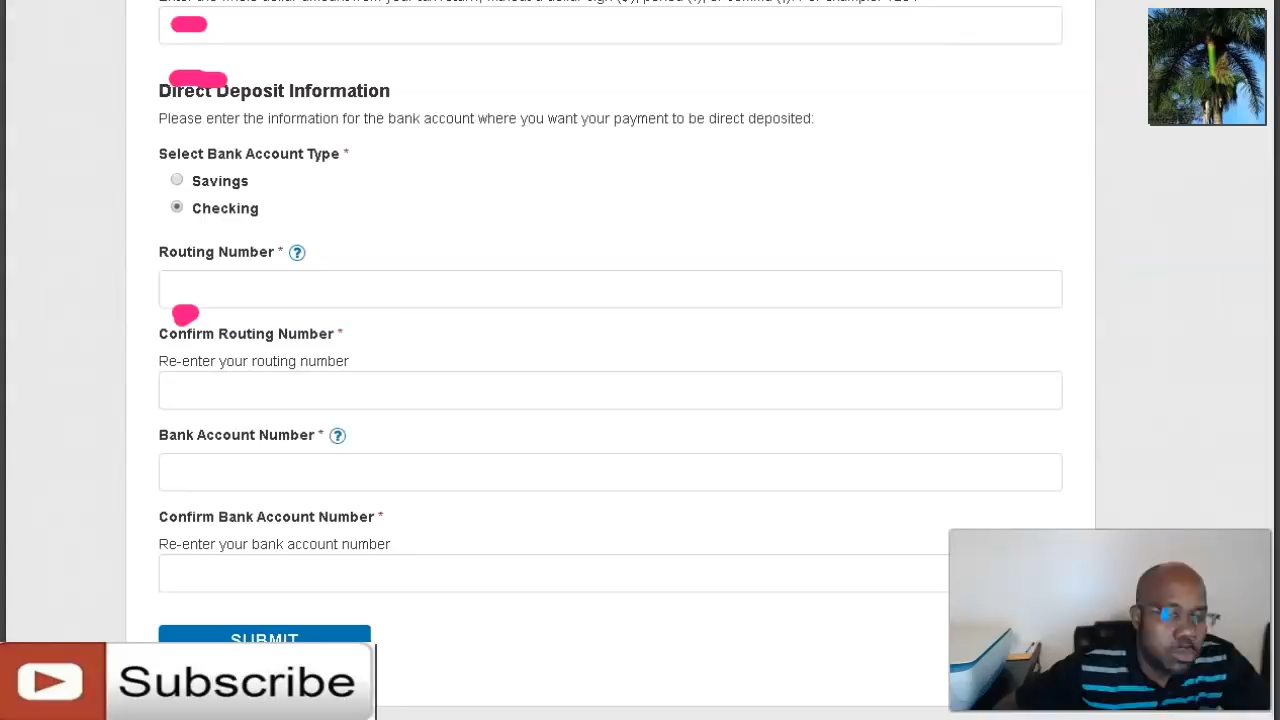 Direct Deposit Information
Please enter the information for the bank account where you want your payment to be direct deposited:
Select Bank Account Type *
Savings
Checking
Routing Number * ?
Confirm Routing Number *
Re-enter your routing number
Bank Account Number * ?
Confirm Bank Account Number *
Re-enter your bank account number
SUBMIT
Subscribe